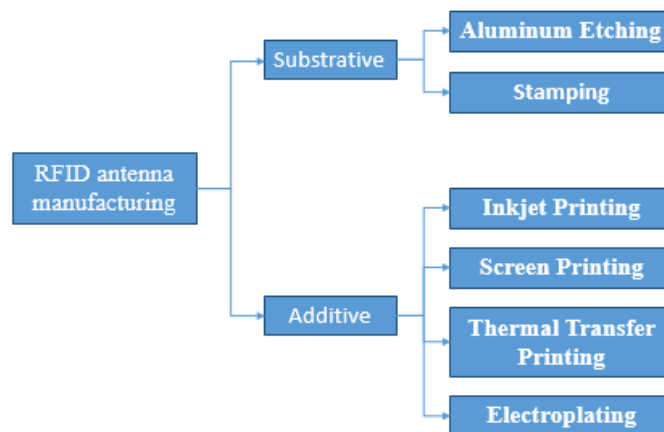 RFID antenna
manufacturing
Substrative
Aluminum Etching
Stamping
Additive
Inkjet Printing
Screen Printing
Thermal Transfer
Printing
Electroplating